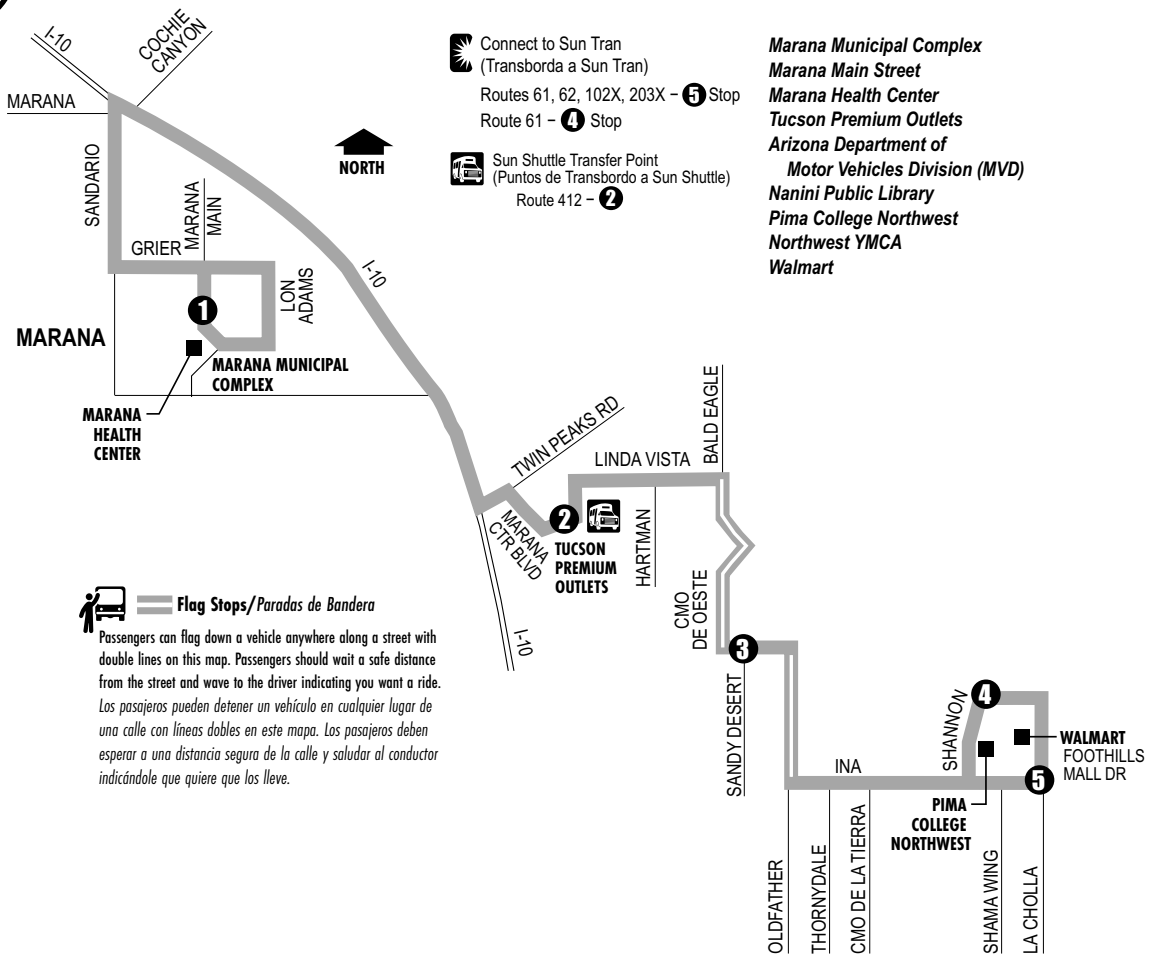 I-10
COCHIE
CANYON
MARANA
SANDARIO
NORTH
MARANA
MAIN
GRIER
LON
ADAMS
I-10
1
MARANA
MARANA MUNICIPAL
COMPLEX
MARANA
HEALTH
CENTER
Connect to Sun Tran
(Transborda a Sun Tran)
Routes 61, 62, 102X, 203X – 5 Stop
Route 61 – 4 Stop
Sun Shuttle Transfer Point
(Puntos de Transbordo a Sun Shuttle)
Route 412 – 2
Marana Municipal Complex
Marana Main Street
Marana Health Center
Tucson Premium Outlets
Arizona Department of
Motor Vehicles Division (MVD)
Nanini Public Library
Pima College Northwest
Northwest YMCA
Walmart
TWIN PEAKS RD
LINDA VISTA
BALD EAGLE
MARANA
CTR BLVD
2
TUCSON
PREMIUM
OUTLETS
HARTMAN
CMO
DE OESTE
I-10
3
SANDY DESERT
Flag Stops/Paradas de Bandera
Passengers can flag down a vehicle anywhere along a street with
double lines on this map. Passengers should wait a safe distance
from the street and wave to the driver indicating you want a ride.
Los pasajeros pueden detener un vehículo en cualquier lugar de
una calle con líneas dobles en este mapa. Los pasajeros deben
esperar a una distancia segura de la calle y saludar al conductor
indicándole que quiere que los lleve.
SHANNON
4
WALMART
FOOTHILLS
MALL DR
INA
5
PIMA
COLLEGE
NORTHWEST
OLDFATHER
THORNYDALE
CMO DE LA TIERRA
SHAMA WING
LA CHOLLA